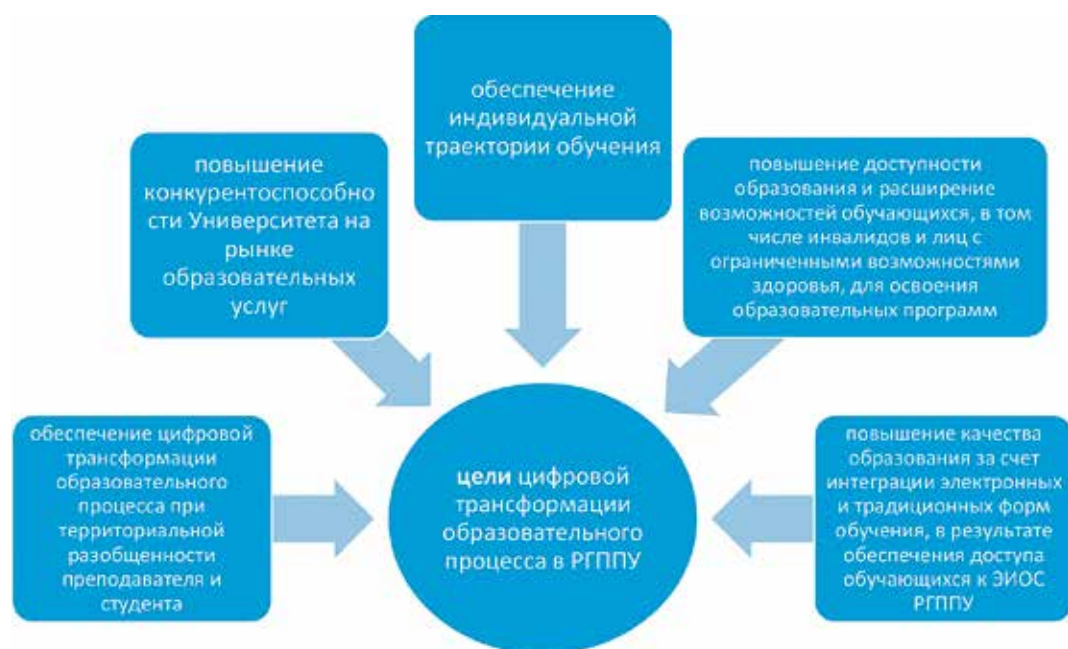 обеспечение
индивидуальной
траектории обучения
повышение
конкурентоспособно
сти Университета на
рынке
образовательных
услуг
повышение доступности
образования и расширение
возможностей обучающихся, в том
числе инвалидов и лиц с
ограниченными возможностями
здоровья, для освоения
образовательных программ
обеспечение цифровой
трансформации
образовательного
процесса при
территориальной
разобщенности
преподавателя и
студента
цели цифровой
трансформации
образовательного
процесса в РГППУ
повышение качества
образования за счет
интеграции электронных
и традиционных форм
обучения, в результате
обеспечения доступа
обучающихся к ЭИОС
РГППУ